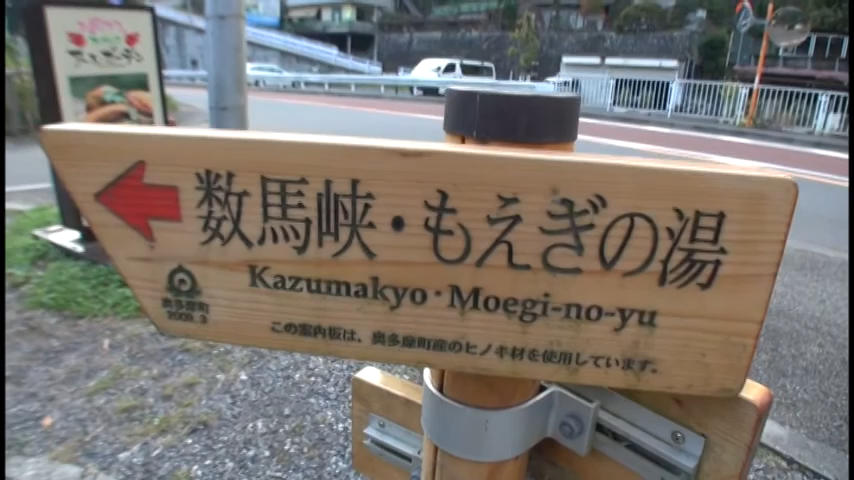 数馬峡・もえぎの湯
Kazumakyo・Moegi-no-yu
奥多摩町
2009.3
この案内板は、奥多摩町産のヒノキ材を使用しています。